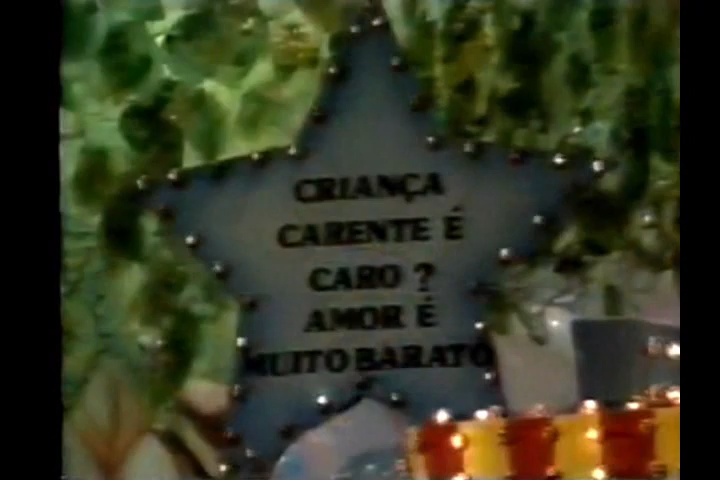 CRIANÇA
CARENTE É
CARO ?
AMOR É
MUITO BARATO